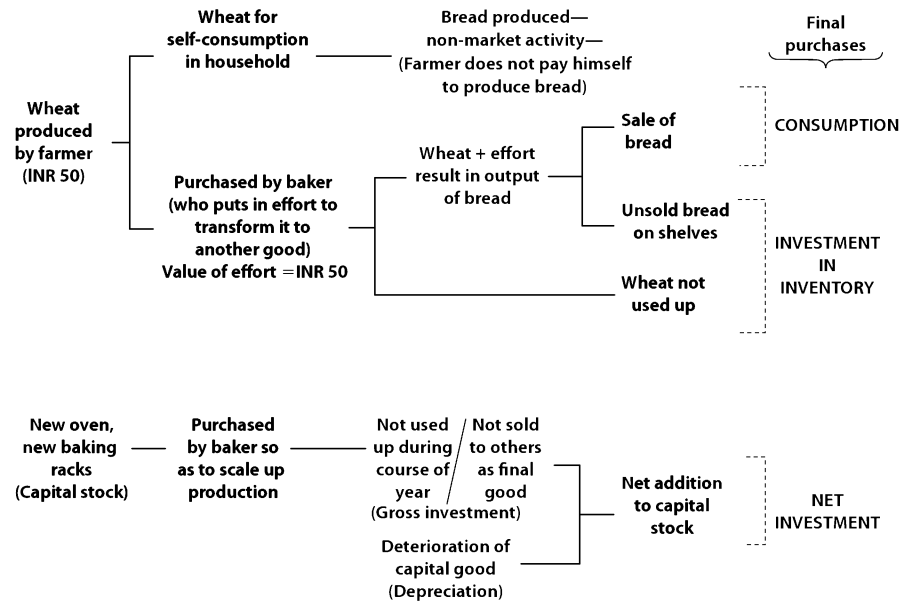 Wheat for
self-consumption
in household
Bread produced—
non-market activity—
(Farmer does not pay himself
to produce bread)
Final
purchases
Wheat
produced
by farmer
(INR 50)
Purchased by baker
(who puts in effort to
transform it to
another good)
Value of effort = INR 50
Wheat + effort
result in output
of bread
Sale of
bread
CONSUMPTION
Unsold bread
on shelves
Wheat not
used up
INVESTMENT
IN
INVENTORY
New oven,
new baking
racks
(Capital stock)
Purchased
by baker so
as to scale up
production
Not used
up during
course of
year
/
Not sold
to others
as final
good
(Gross investment)
Deterioration of
capital good
(Depreciation)
Net addition
to capital
stock
NET
INVESTMENT